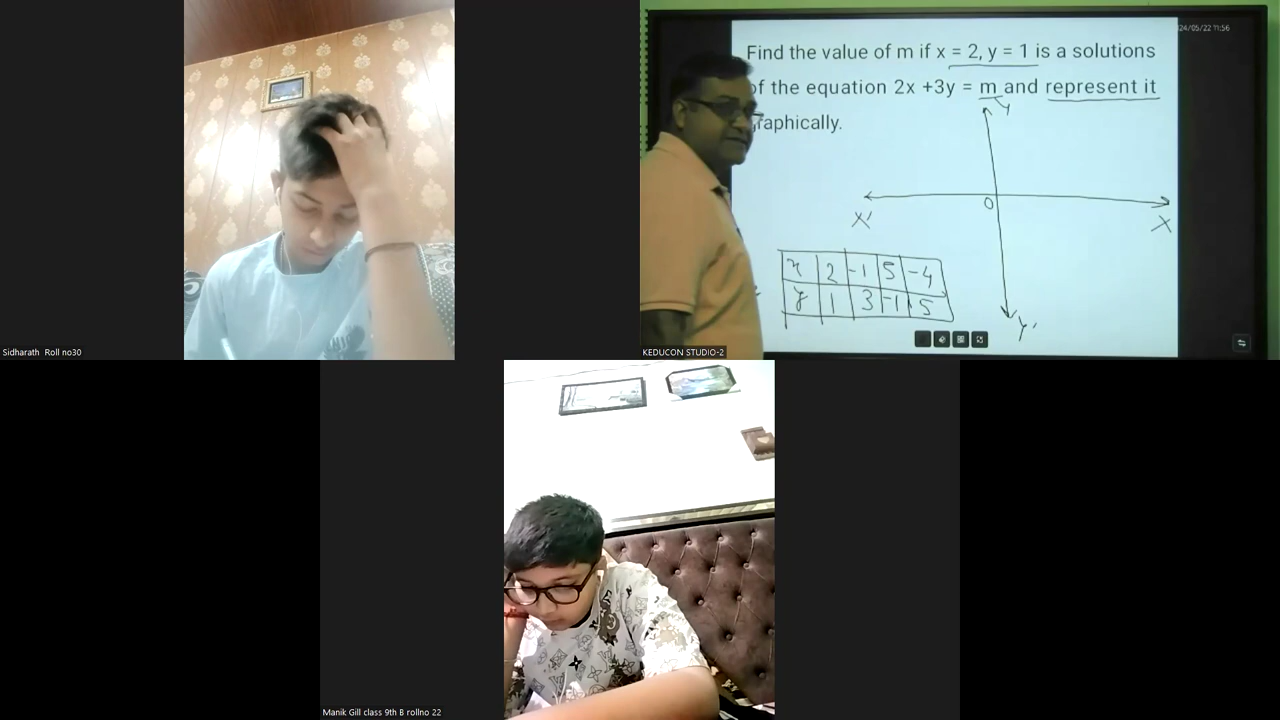 24/05/22 11:56
Find the value of m if x = 2, y = 1 is a solutions
of the equation 2x +3y = m and represent it
graphically.
y
O
X'
X
x 2 -1 5 -4
y 1 3 -1 5
Y'
Sidharath Roll no30
KEDUCON STUDIO-2
Manik Gill class 9th B rollno 22